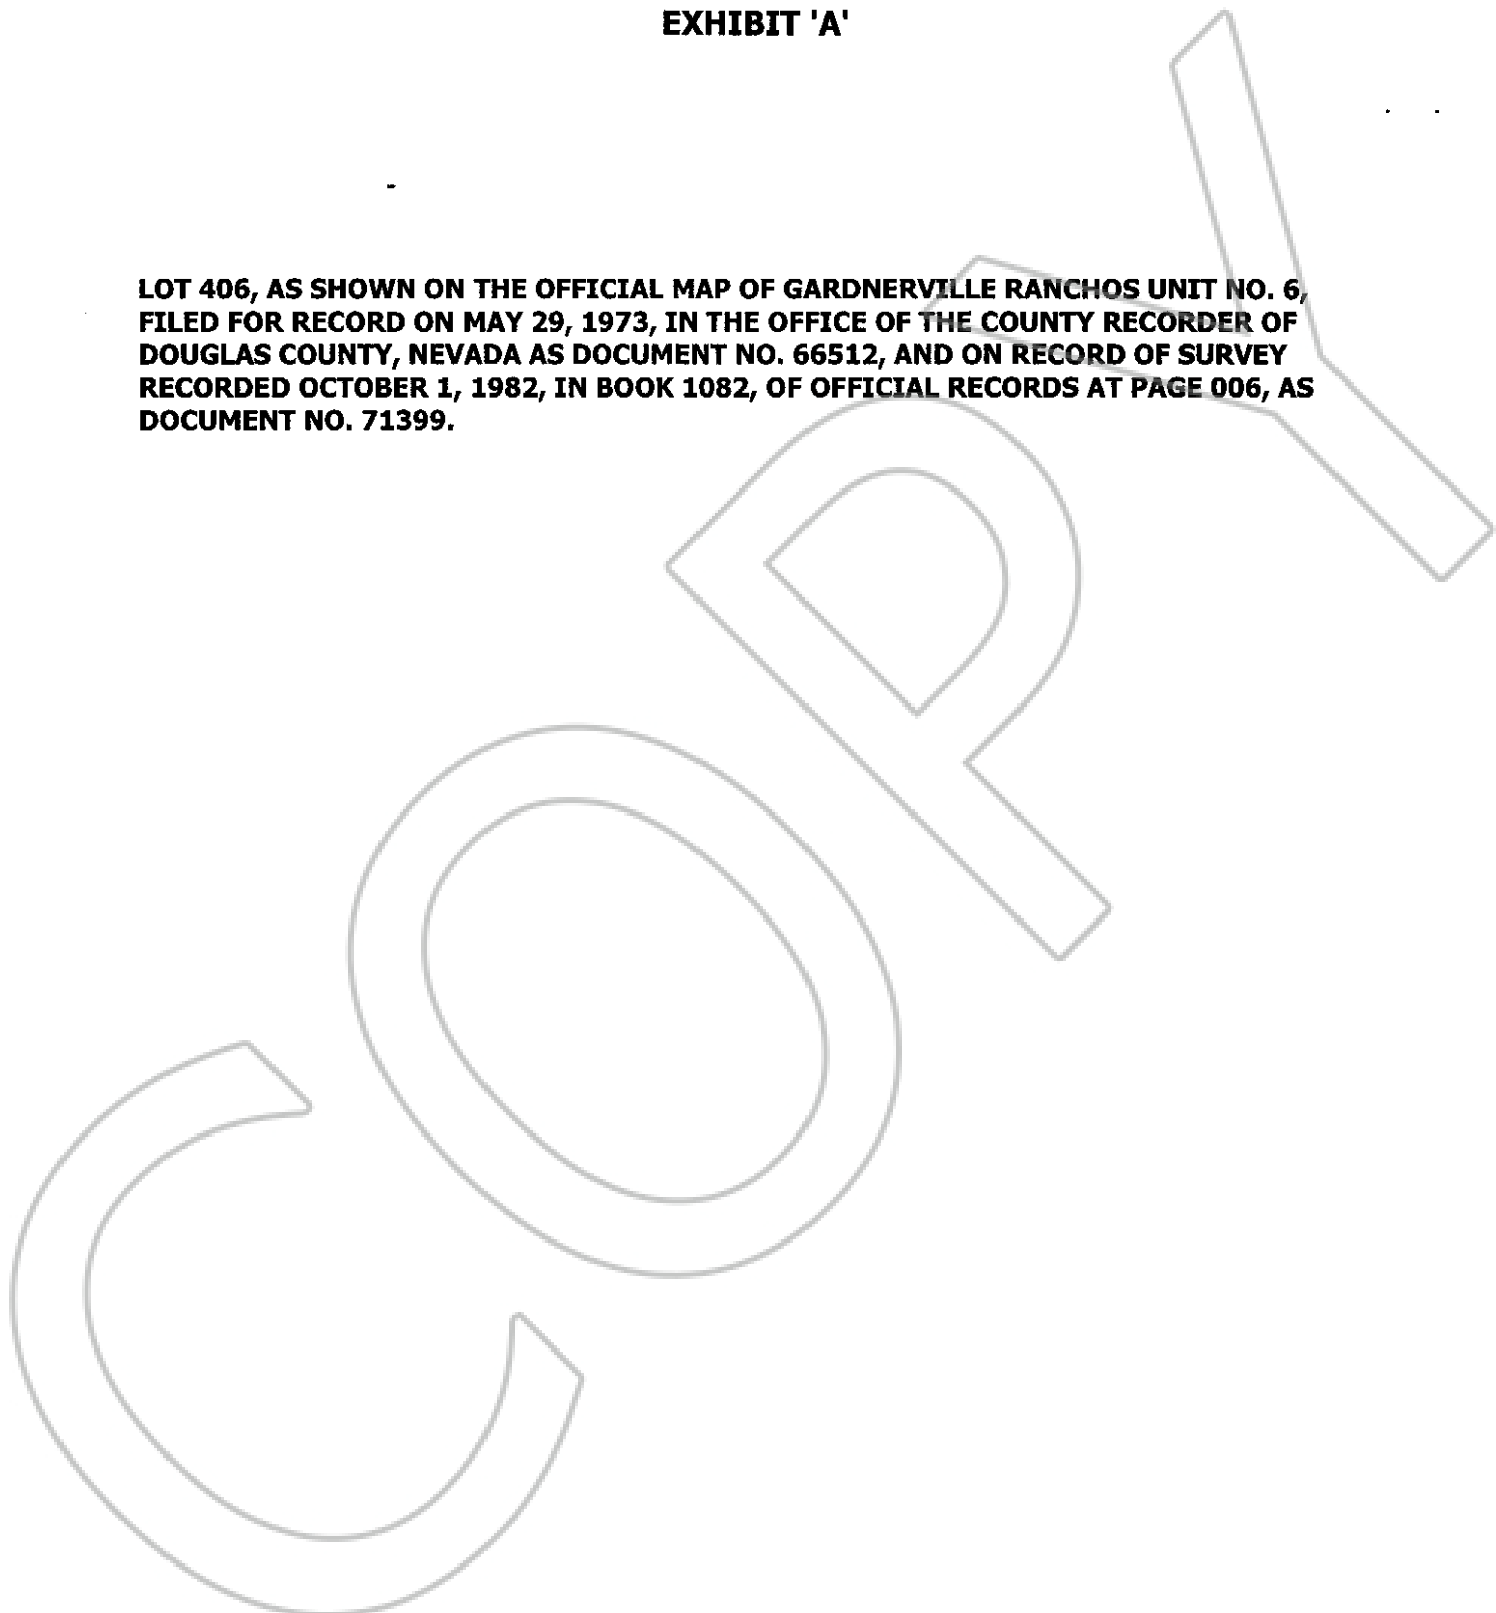 EXHIBIT 'A'
LOT 406, AS SHOWN ON THE OFFICIAL MAP OF GARDNERVILLE RANCHOS UNIT NO. 6,
FILED FOR RECORD ON MAY 29, 1973, IN THE OFFICE OF THE COUNTY RECORDER OF
DOUGLAS COUNTY, NEVADA AS DOCUMENT NO. 66512, AND ON RECORD OF SURVEY
RECORDED OCTOBER 1, 1982, IN BOOK 1082, OF OFFICIAL RECORDS AT PAGE 006, AS
DOCUMENT NO. 71399.
COPY